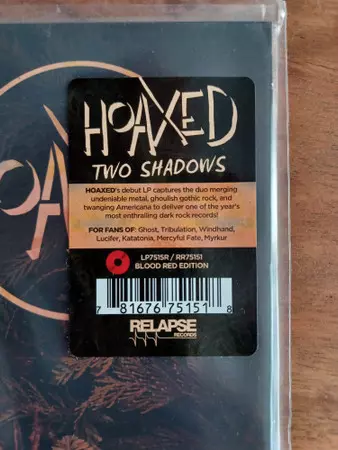 HOAXED
TWO SHADOWS
HOAXED's debut LP captures the duo merging
undeniable metal, ghoulish gothic rock, and
twanging Americana to deliver one of the year's
most enthralling dark rock records!
FOR FANS OF: Ghost, Tribulation, Windhand,
Lucifer, Katatonia, Mercyful Fate, Myrkur
LP7515R / RR75151
BLOOD RED EDITION
7 81676 75151 8
RELAPSE
RECORDS